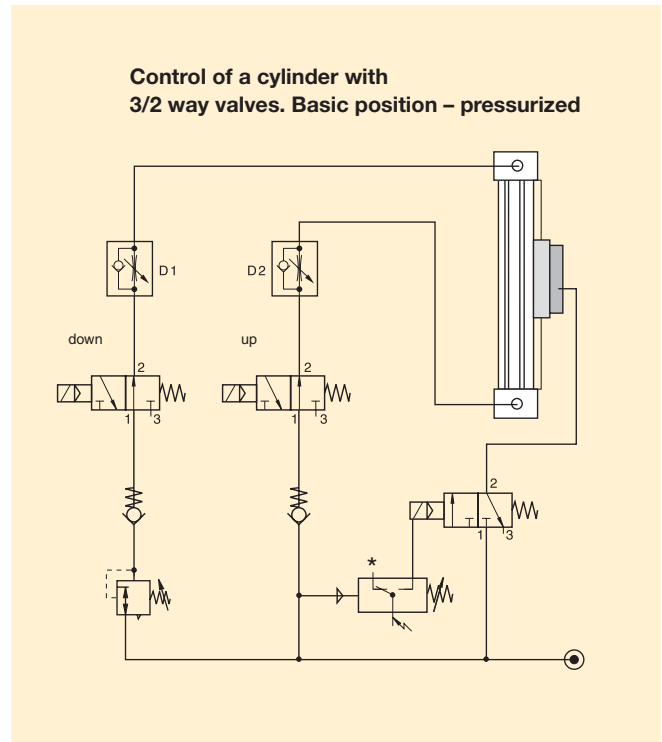 Control of a cylinder with
3/2 way valves. Basic position – pressurized
D1
D2
down
up
2
2
1 3
1 3
2
1 3
*